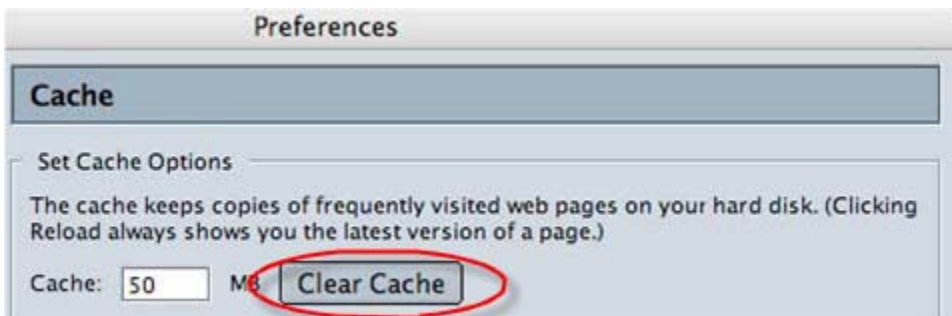 Preferences
Cache
Set Cache Options
The cache keeps copies of frequently visited web pages on your hard disk. (Clicking
Reload always shows you the latest version of a page.)
Cache: 50 MB Clear Cache